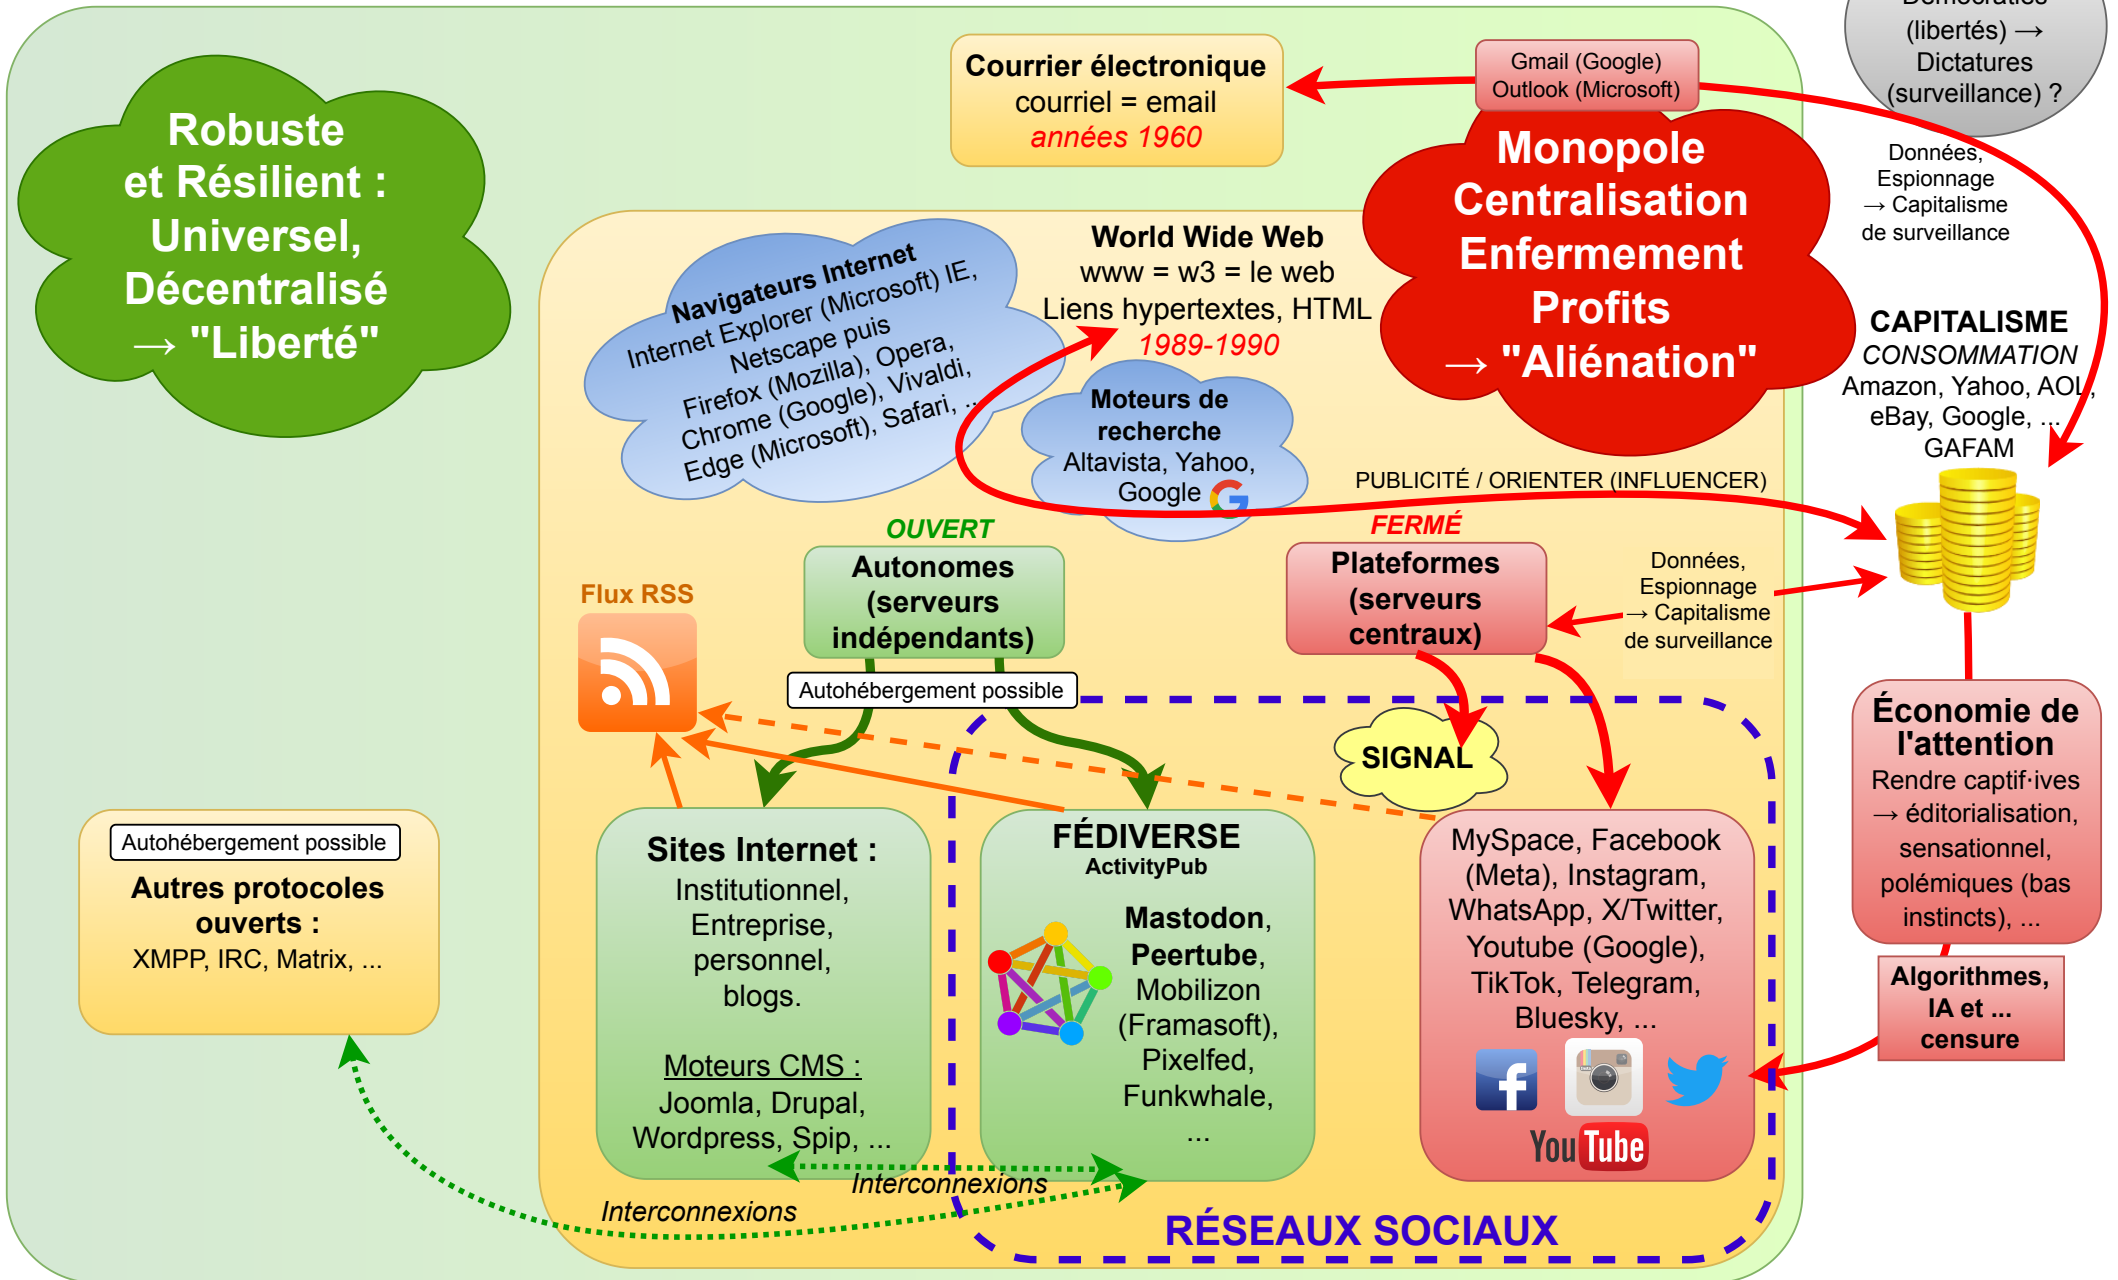 Démocraties
(libertés) →
Dictatures
(surveillance) ?
Courrier électronique
courriel = email
années 1960
Gmail (Google)
Outlook (Microsoft)
Robuste
et Résilient :
Universel,
Décentralisé
→ "Liberté"
Monopole
Centralisation
Enfermement
Profits
→ "Aliénation"
Données,
Espionnage
→ Capitalisme
de surveillance
Navigateurs Internet
Internet Explorer (Microsoft) IE,
Netscape puis
Firefox (Mozilla), Opera,
Chrome (Google), Vivaldi,
Edge (Microsoft), Safari, ..
World Wide Web
www = w3 = le web
Liens hypertextes, HTML
1989-1990
Moteurs de
recherche
Altavista, Yahoo,
Google
CAPITALISME
CONSOMMATION
Amazon, Yahoo, AOL,
eBay, Google, ...
GAFAM
PUBLICITÉ / ORIENTER (INFLUENCER)
OUVERT
Autonomes
(serveurs
indépendants)
Autohébergement possible
FERMÉ
Plateformes
(serveurs
centraux)
Données,
Espionnage
→ Capitalisme
de surveillance
Flux RSS
SIGNAL
Économie de
l'attention
Rendre captif·ives
→ éditorialisation,
sensationnel,
polémiques (bas
instincts), ...
Algorithmes,
IA et ...
censure
Autohébergement possible
Autres protocoles
ouverts :
XMPP, IRC, Matrix, ...
Sites Internet :
Institutionnel,
Entreprise,
personnel,
blogs.
Moteurs CMS :
Joomla, Drupal,
Wordpress, Spip, ...
FÉDIVERSE
ActivityPub
Mastodon,
Peertube,
Mobilizon
(Framasoft),
Pixelfed,
Funkwhale,
...
MySpace, Facebook
(Meta), Instagram,
WhatsApp, X/Twitter,
Youtube (Google),
TikTok, Telegram,
Bluesky, ...
f
YouTube
Interconnexions
Interconnexions
RÉSEAUX SOCIAUX